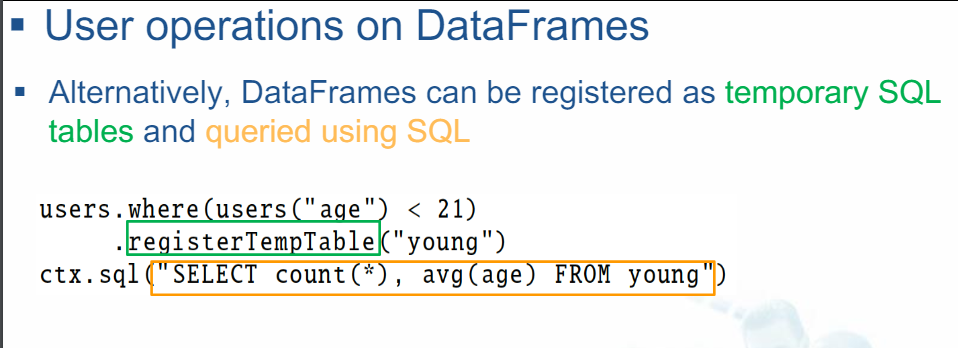 ▪ User operations on DataFrames
▪ Alternatively, DataFrames can be registered as temporary SQL
tables and queried using SQL
users.where(users("age") < 21)
.registerTempTable("young")
ctx.sql("SELECT count(*), avg(age) FROM young")